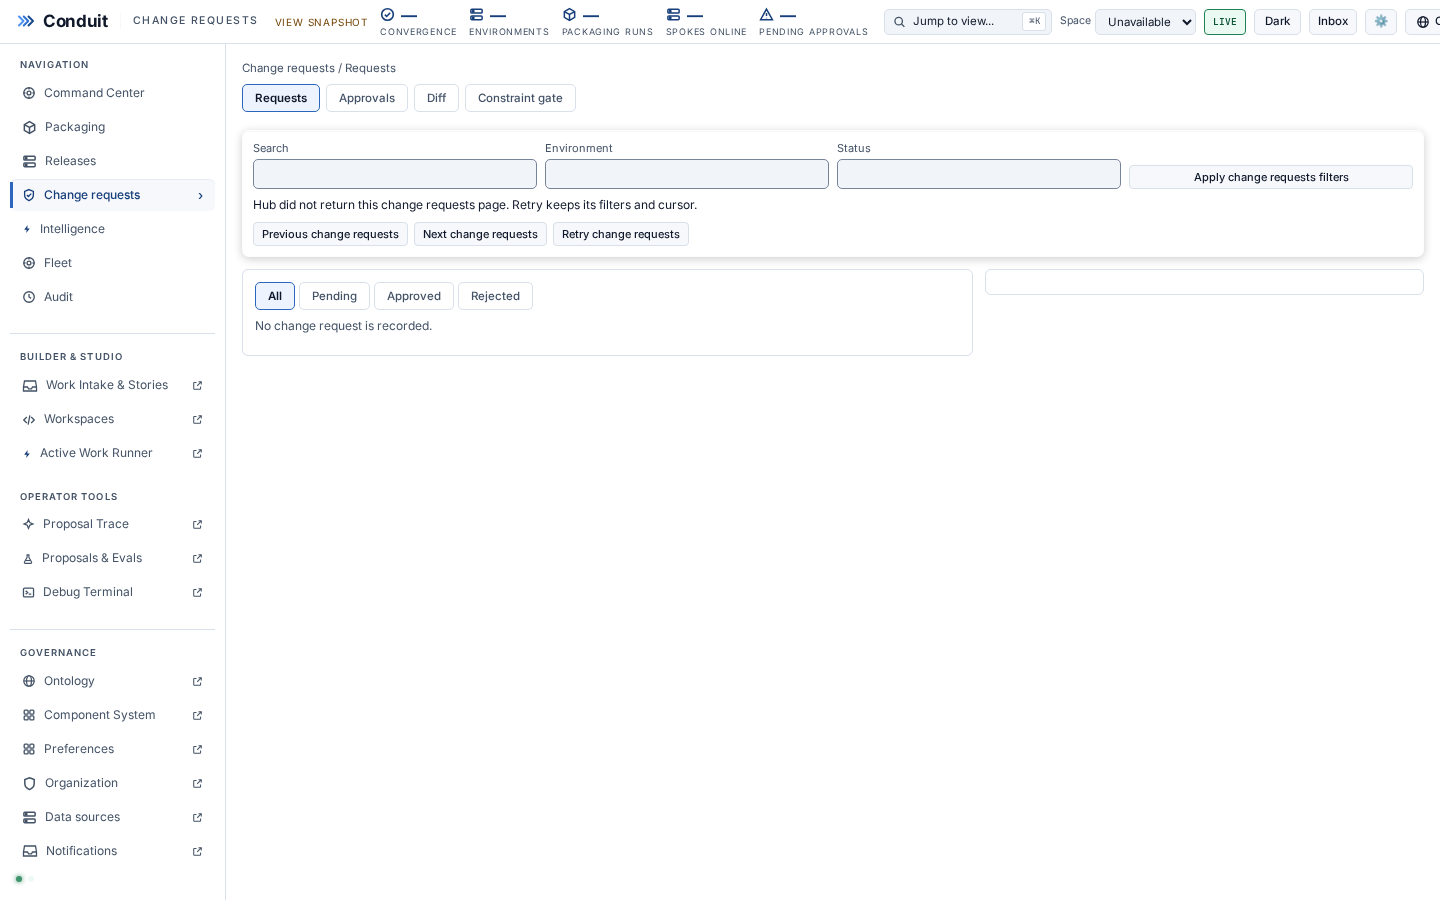 Conduit
CHANGE REQUESTS
VIEW SNAPSHOT
— CONVERGENCE
— ENVIRONMENTS
— PACKAGING RUNS
— SPOKES ONLINE
— PENDING APPROVALS
Jump to view... ⌘K
Space Unavailable
LIVE
Dark
Inbox
NAVIGATION
Command Center
Packaging
Releases
Change requests ›
Intelligence
Fleet
Audit
BUILDER & STUDIO
Work Intake & Stories
Workspaces
Active Work Runner
OPERATOR TOOLS
Proposal Trace
Proposals & Evals
Debug Terminal
GOVERNANCE
Ontology
Component System
Preferences
Organization
Data sources
Notifications
Change requests / Requests
Requests Approvals Diff Constraint gate
Search Environment Status
Apply change requests filters
Hub did not return this change requests page. Retry keeps its filters and cursor.
Previous change requests Next change requests Retry change requests
All Pending Approved Rejected
No change request is recorded.